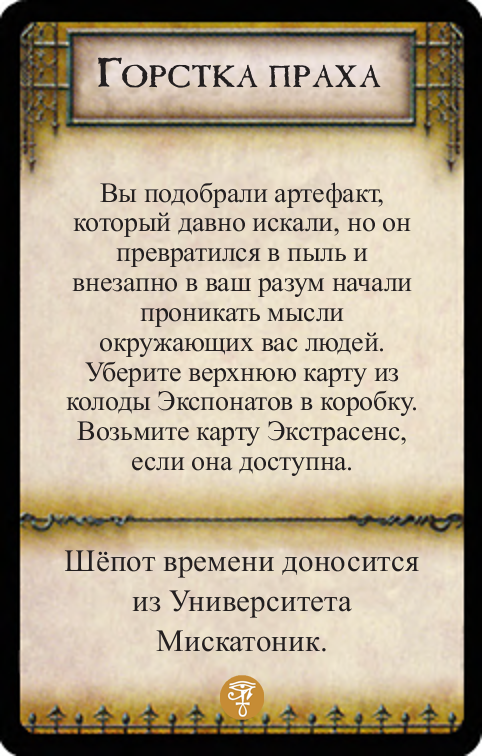 Горстка праха
Вы подобрали артефакт,
который давно искали, но он
превратился в пыль и
внезапно в ваш разум начали
проникать мысли
окружающих вас людей.
Уберите верхнюю карту из
колоды Экспонатов в коробку.
Возьмите карту Экстрасенс,
если она доступна.
Шёпот времени доносится
из Университета
Мискатоник.